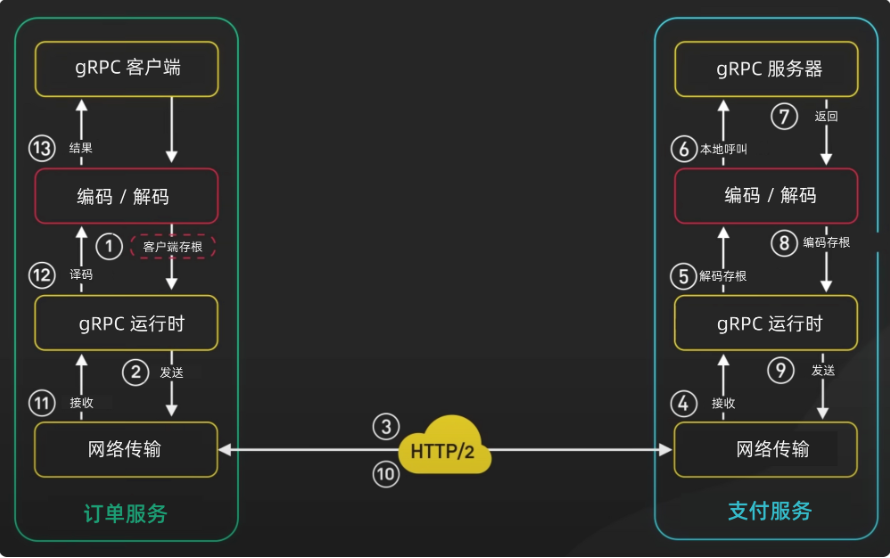 gRPC 客户端
⑬ 结果
编码 / 解码
① 客户端存根
⑫ 译码
gRPC 运行时
② 发送
⑪ 接收
网络传输
订单服务
③
HTTP/2
⑩
gRPC 服务器
⑦ 返回
⑥ 本地呼叫
编码 / 解码
⑧ 编码存根
⑤ 解码存根
gRPC 运行时
⑨ 发送
④ 接收
网络传输
支付服务